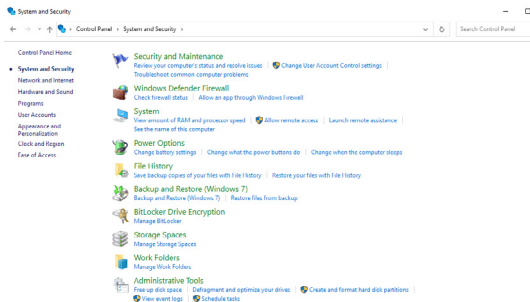 System and Security
Control Panel › System and Security ›
Search Control Panel
Control Panel Home
System and Security
Network and Internet
Hardware and Sound
Programs
User Accounts
Appearance and
Personalization
Clock and Region
Ease of Access
Security and Maintenance
Review your computer's status and resolve issues | Change User Account Control settings |
Troubleshoot common computer problems
Windows Defender Firewall
Check firewall status | Allow an app through Windows Firewall
System
View amount of RAM and processor speed | Allow remote access | Launch remote assistance |
See the name of this computer
Power Options
Change battery settings | Change what the power buttons do | Change when the computer sleeps
File History
Save backup copies of your files with File History | Restore your files with File History
Backup and Restore (Windows 7)
Backup and Restore (Windows 7) | Restore files from backup
BitLocker Drive Encryption
Manage BitLocker
Storage Spaces
Manage Storage Spaces
Work Folders
Manage Work Folders
Administrative Tools
Free up disk space | Defragment and optimize your drives | Create and format hard disk partitions |
View event logs | Schedule tasks